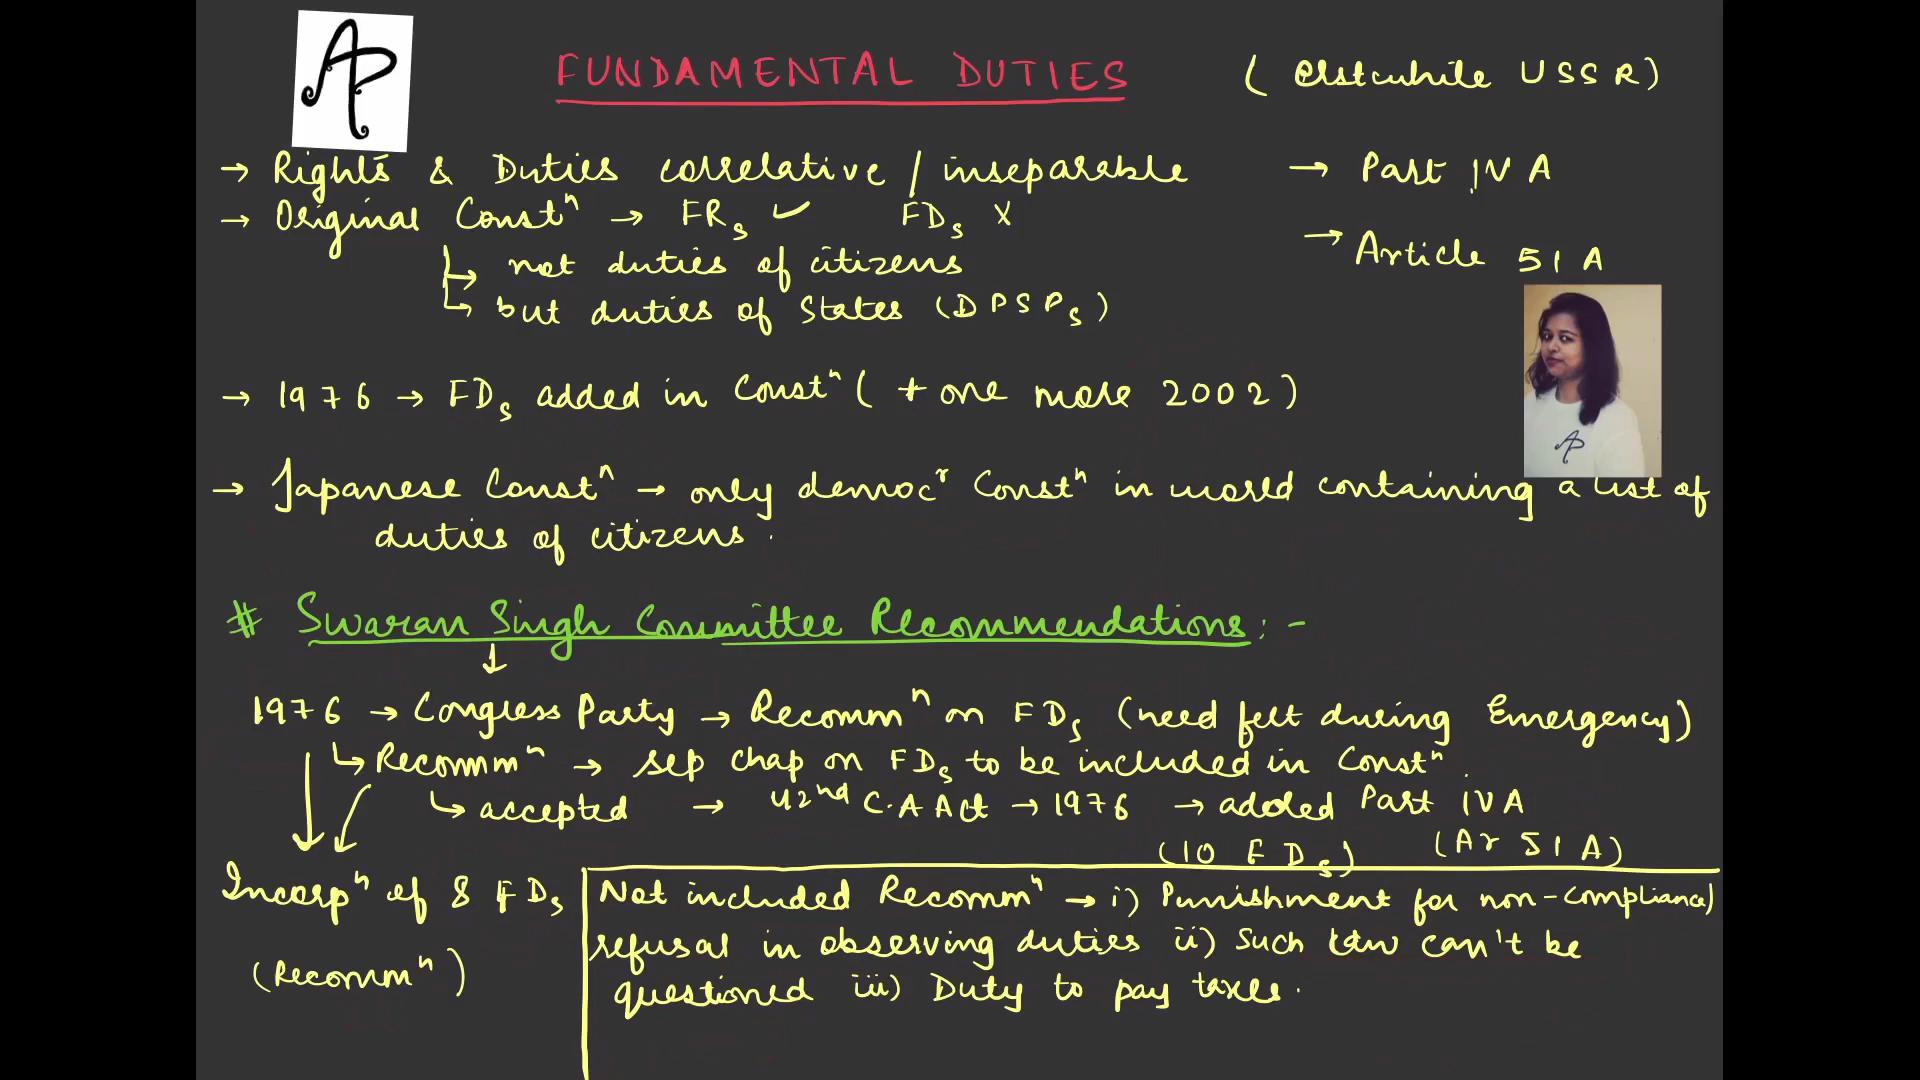 AP
FUNDAMENTAL DUTIES (Erstwhile USSR)
→ Rights & Duties correlative / inseparable
→ Part IV A
→ Original Constⁿ → FRs ✓ FDs X
→ Article 51 A
↳ not duties of citizens
↳ but duties of States (DPSPs)
→ 1976 → FDs added in Constⁿ ( + one more 2002)
AP
→ Japanese Constⁿ → only democʳ Constⁿ in world containing a list of
duties of citizens.
# Swaran Singh Committee Recommendations :-
↓
1976 → Congress Party → Recommⁿ on FDs (need felt during Emergency)
↳ Recommⁿ → sep chap on FDs to be included in Constⁿ.
↳ accepted → 42nd C.A Act → 1976 → added Part IV A
(10 FDs) (Ar 51 A)
Incorpⁿ of 8 FDs
(Recommⁿ)
Not included Recommⁿ → i) Punishment for non-compliance/
refusal in observing duties ii) Such law can't be
questioned iii) Duty to pay taxes.